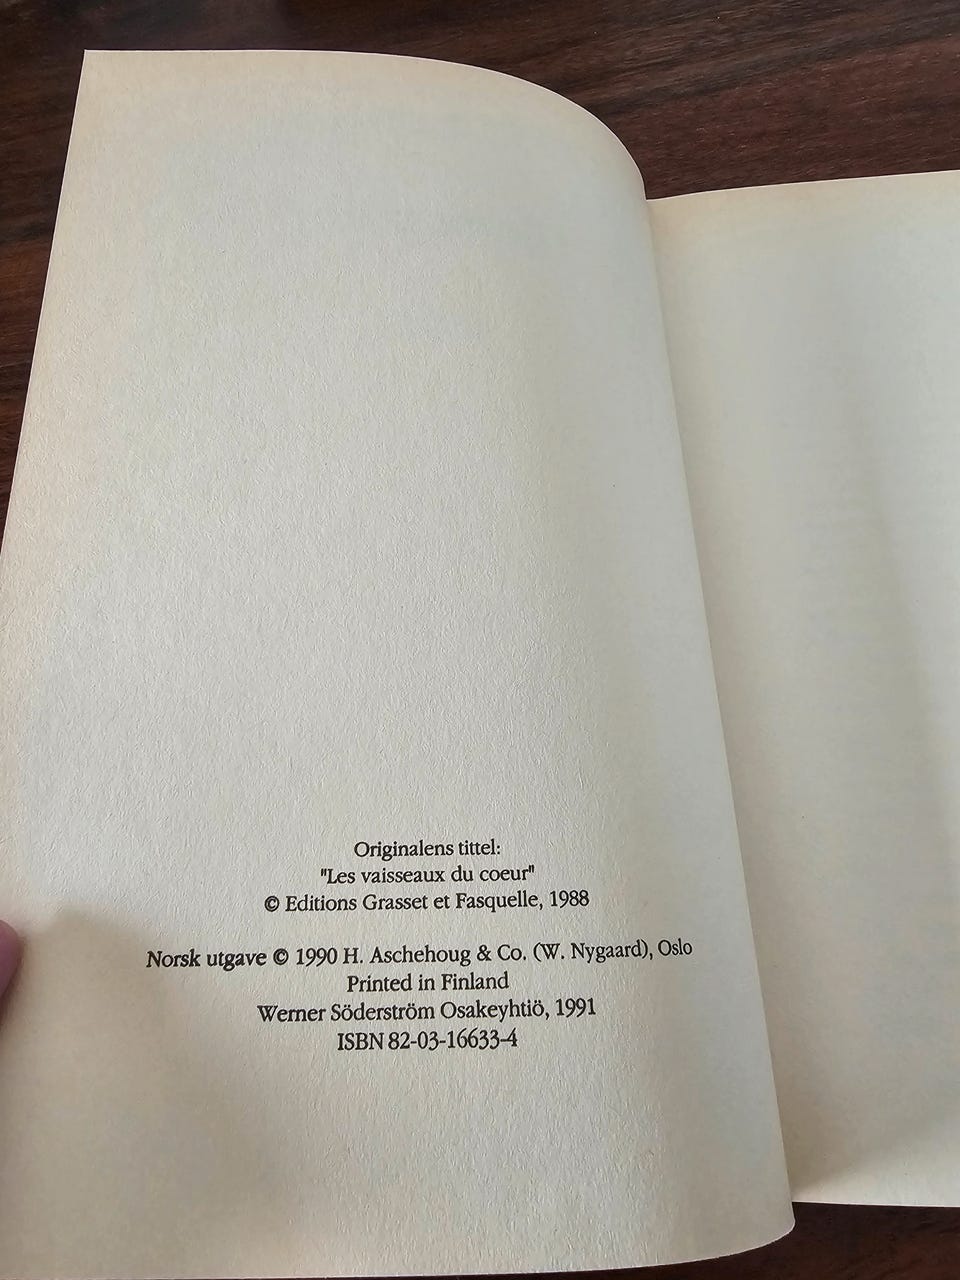 Originalens tittel:
"Les vaisseaux du coeur"
© Editions Grasset et Fasquelle, 1988
Norsk utgave © 1990 H. Aschehoug & Co. (W. Nygaard), Oslo
Printed in Finland
Werner Söderström Osakeyhtiö, 1991
ISBN 82-03-16633-4